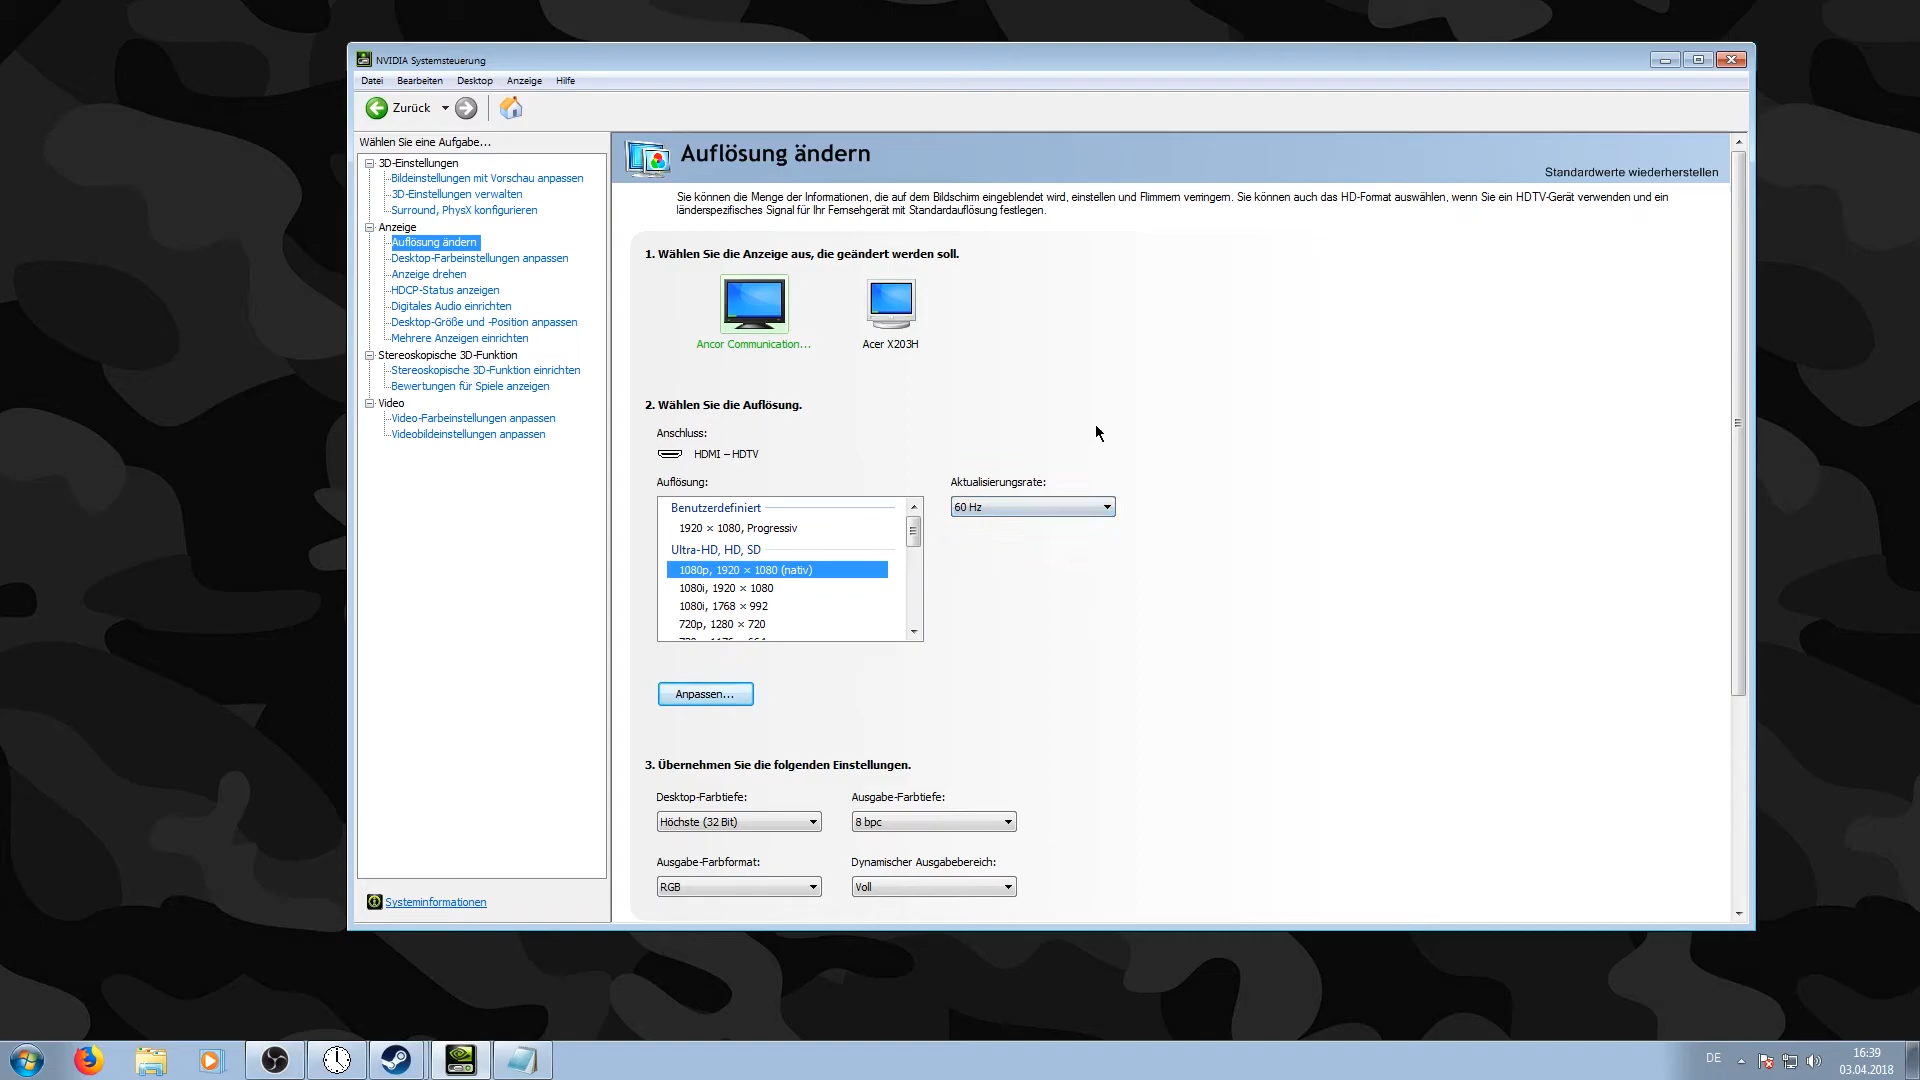 NVIDIA Systemsteuerung
Datei Bearbeiten Desktop Anzeige Hilfe
Zurück
Wählen Sie eine Aufgabe...
3D-Einstellungen
Bildeinstellungen mit Vorschau anpassen
3D-Einstellungen verwalten
Surround, PhysX konfigurieren
Anzeige
Auflösung ändern
Desktop-Farbeinstellungen anpassen
Anzeige drehen
HDCP-Status anzeigen
Digitales Audio einrichten
Desktop-Größe und -Position anpassen
Mehrere Anzeigen einrichten
Stereoskopische 3D-Funktion
Stereoskopische 3D-Funktion einrichten
Bewertungen für Spiele anzeigen
Video
Video-Farbeinstellungen anpassen
Videobildeinstellungen anpassen
Systeminformationen
Auflösung ändern
Standardwerte wiederherstellen
Sie können die Menge der Informationen, die auf dem Bildschirm eingeblendet wird, einstellen und Flimmern verringern. Sie können auch das HD-Format auswählen, wenn Sie ein HDTV-Gerät verwenden und ein
länderspezifisches Signal für Ihr Fernsehgerät mit Standardauflösung festlegen.
1. Wählen Sie die Anzeige aus, die geändert werden soll.
Ancor Communication... Acer X203H
2. Wählen Sie die Auflösung.
Anschluss:
HDMI – HDTV
Auflösung: Aktualisierungsrate:
60 Hz
Benutzerdefiniert
1920 × 1080, Progressiv
Ultra-HD, HD, SD
1080p, 1920 × 1080 (nativ)
1080i, 1920 × 1080
1080i, 1768 × 992
720p, 1280 × 720
Anpassen...
3. Übernehmen Sie die folgenden Einstellungen.
Desktop-Farbtiefe: Ausgabe-Farbtiefe:
Höchste (32 Bit) 8 bpc
Ausgabe-Farbformat: Dynamischer Ausgabebereich:
RGB Voll
DE
16:39
03.04.2018